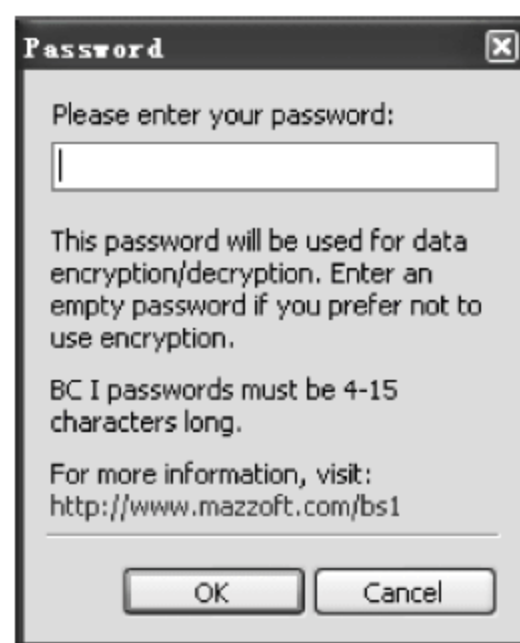 Password
Please enter your password:
This password will be used for data
encryption/decryption. Enter an
empty password if you prefer not to
use encryption.
BC I passwords must be 4-15
characters long.
For more information, visit:
http://www.mazzoft.com/bs1
OK
Cancel